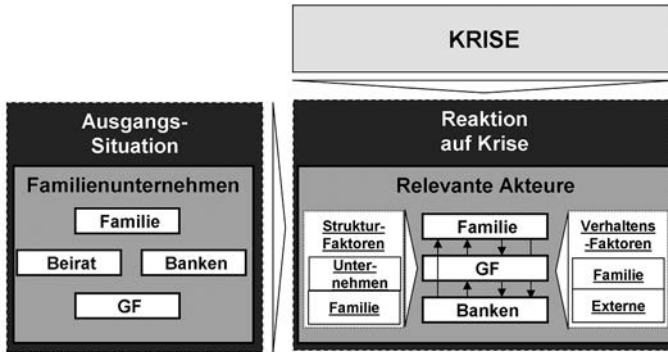 KRISE
Ausgangs-
Situation
Familienunternehmen
Familie
Beirat
Banken
GF
Reaktion
auf Krise
Relevante Akteure
Struktur-
Faktoren
Unter-
nehmen
Familie
Familie
GF
Banken
Verhaltens
-Faktoren
Familie
Externe